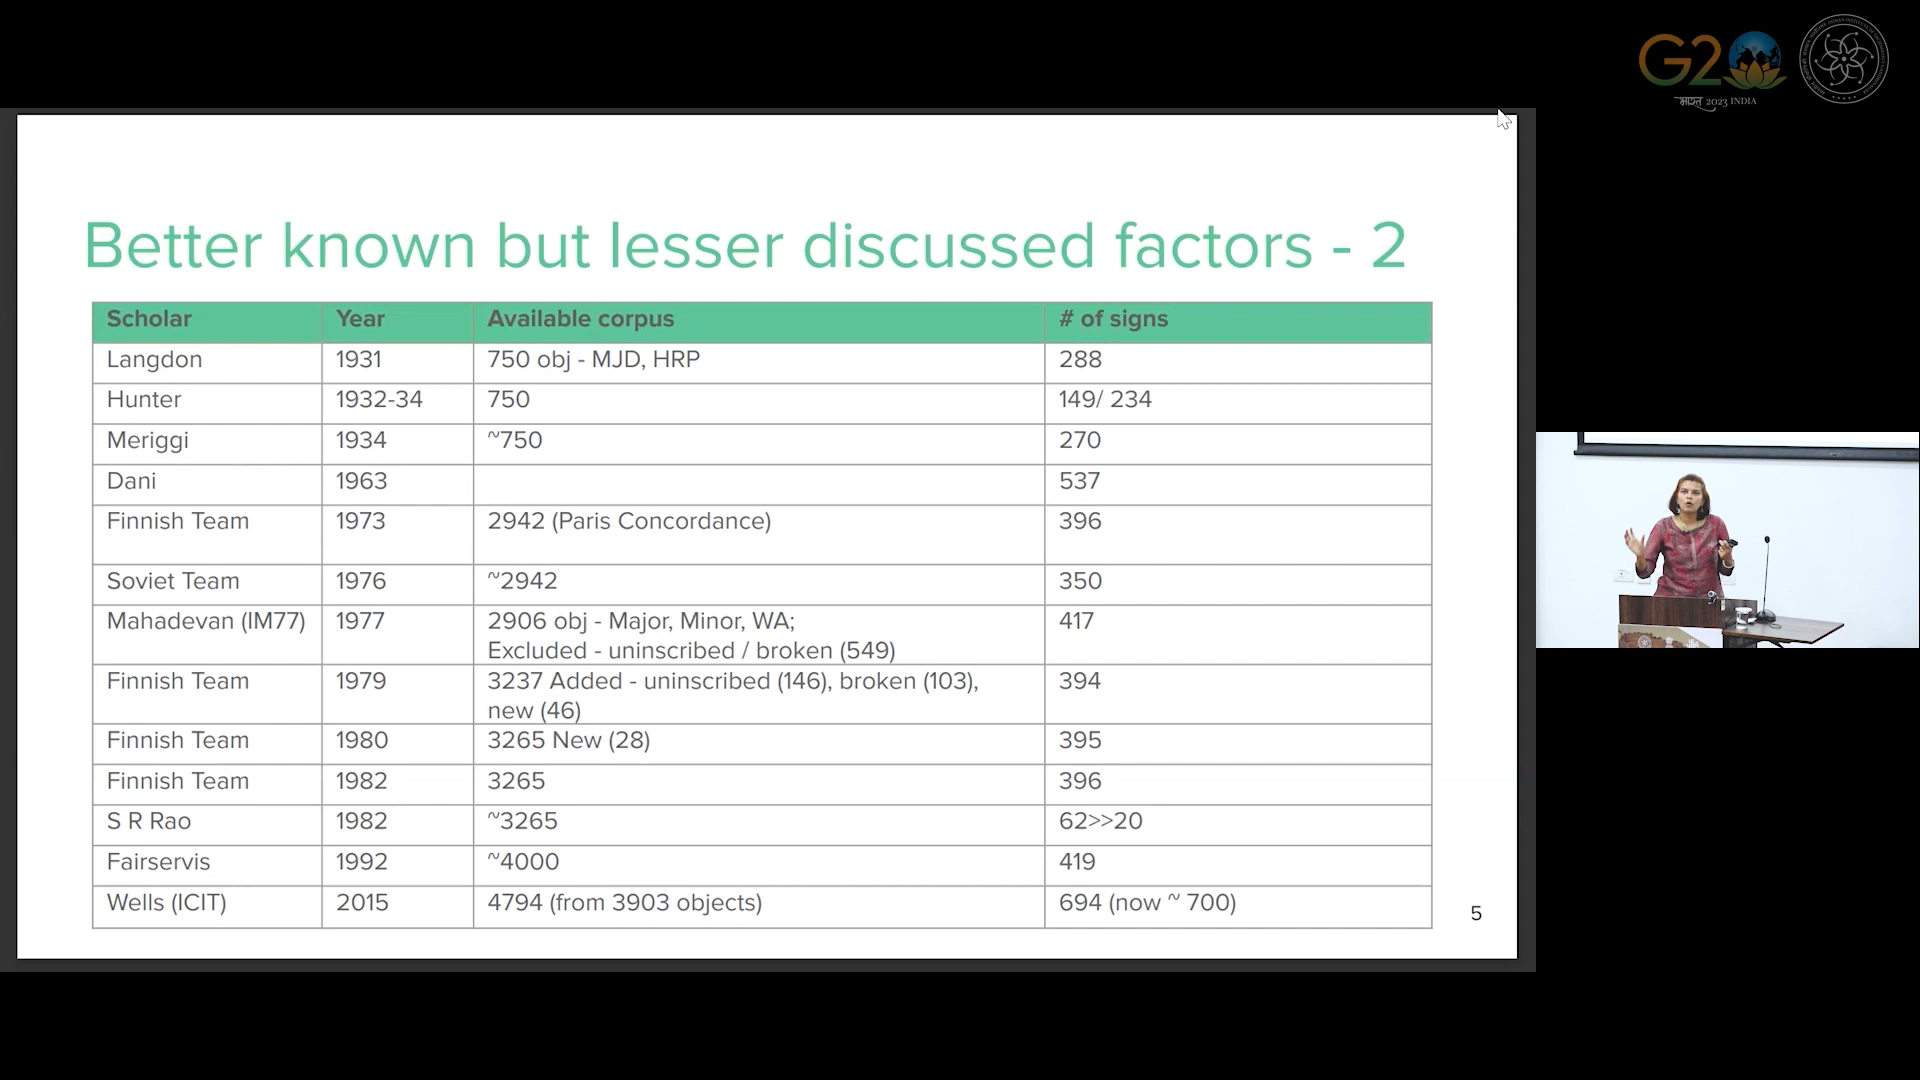 G20
भारत 2023 INDIA
Better known but lesser discussed factors - 2
Scholar Year Available corpus # of signs
Langdon 1931 750 obj - MJD, HRP 288
Hunter 1932-34 750 149/ 234
Meriggi 1934 ~750 270
Dani 1963 537
Finnish Team 1973 2942 (Paris Concordance) 396
Soviet Team 1976 ~2942 350
Mahadevan (IM77) 1977 2906 obj - Major, Minor, WA; 417
Excluded - uninscribed / broken (549)
Finnish Team 1979 3237 Added - uninscribed (146), broken (103), 394
new (46)
Finnish Team 1980 3265 New (28) 395
Finnish Team 1982 3265 396
S R Rao 1982 ~3265 62>>20
Fairservis 1992 ~4000 419
Wells (ICIT) 2015 4794 (from 3903 objects) 694 (now ~ 700)
5